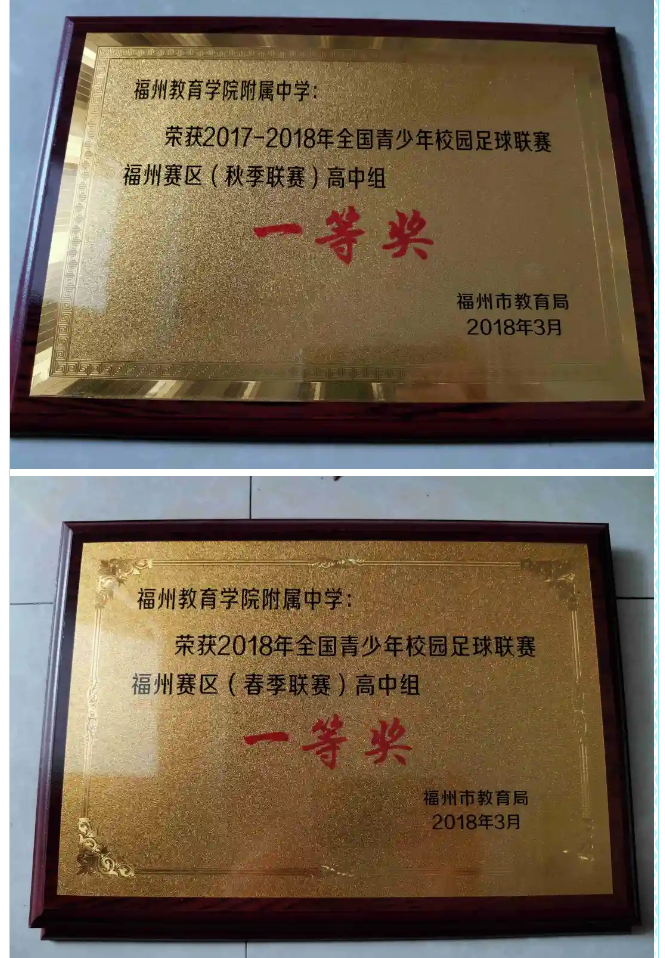 福州教育学院附属中学：
荣获2017-2018年全国青少年校园足球联赛
福州赛区（秋季联赛）高中组
一等奖
福州市教育局
2018年3月
福州教育学院附属中学：
荣获2018年全国青少年校园足球联赛
福州赛区（春季联赛）高中组
一等奖
福州市教育局
2018年3月